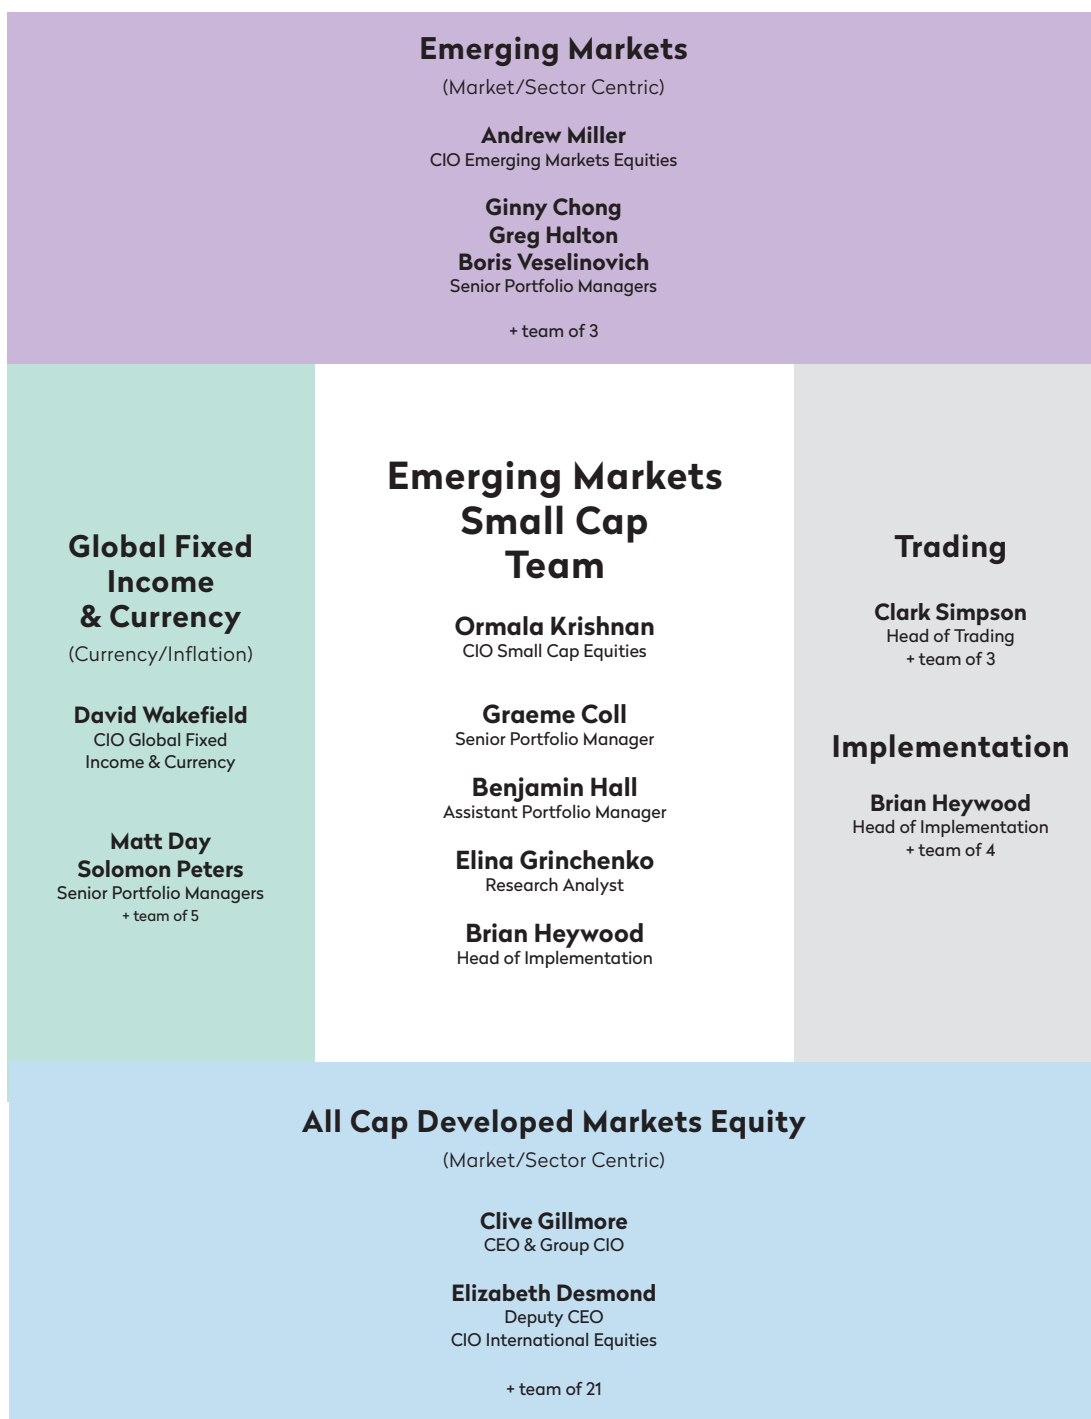 Emerging Markets
(Market/Sector Centric)
Andrew Miller
CIO Emerging Markets Equities
Ginny Chong
Greg Halton
Boris Veselinovich
Senior Portfolio Managers
+ team of 3
Global Fixed
Income
& Currency
(Currency/Inflation)
David Wakefield
CIO Global Fixed
Income & Currency
Matt Day
Solomon Peters
Senior Portfolio Managers
+ team of 5
Emerging Markets
Small Cap
Team
Ormala Krishnan
CIO Small Cap Equities
Graeme Coll
Senior Portfolio Manager
Benjamin Hall
Assistant Portfolio Manager
Elina Grinchenko
Research Analyst
Brian Heywood
Head of Implementation
Trading
Clark Simpson
Head of Trading
+ team of 3
Implementation
Brian Heywood
Head of Implementation
+ team of 4
All Cap Developed Markets Equity
(Market/Sector Centric)
Clive Gillmore
CEO & Group CIO
Elizabeth Desmond
Deputy CEO
CIO International Equities
+ team of 21